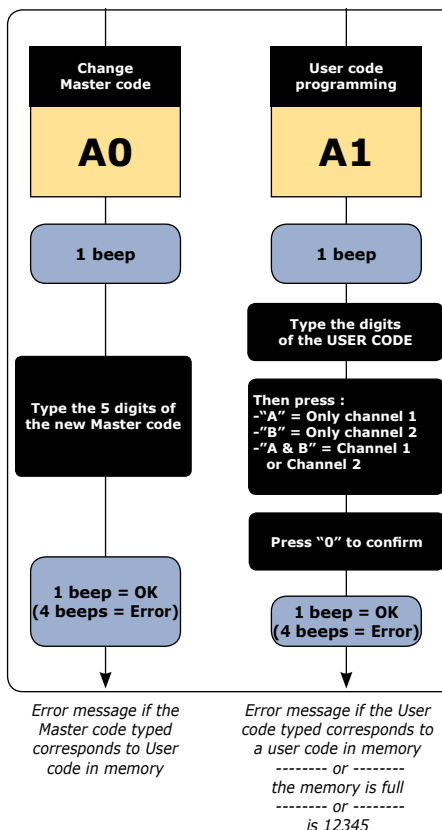 Change
Master code
A0
1 beep
Type the 5 digits of
the new Master code
1 beep = OK
(4 beeps = Error)
Error message if the
Master code typed
corresponds to User
code in memory
User code
programming
A1
1 beep
Type the digits
of the USER CODE
Then press :
-“A” = Only channel 1
-”B” = Only channel 2
-”A & B” = Channel 1
or Channel 2
Press “0” to confirm
1 beep = OK
(4 beeps = Error)
Error message if the User
code typed corresponds to
a user code in memory
-------- or --------
the memory is full
-------- or --------
is 12345